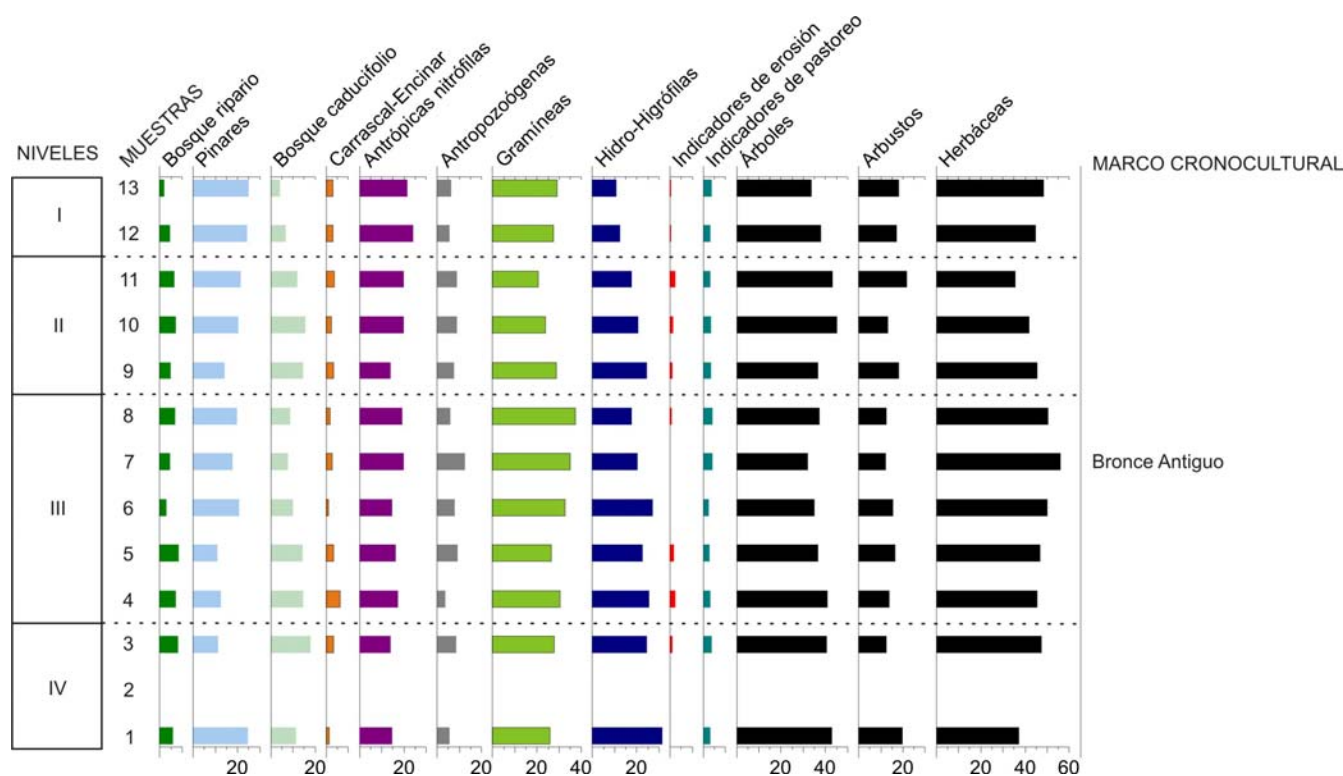 NIVELES
MUESTRAS
Bosque ripario
Pinares
Bosque caducifolio
Carrascal-Encinar
Antrópicas nitrófilas
Antropozoógenas
Gramíneas
Hidro-Higrófilas
Indicadores de erosión
Indicadores de pastoreo
Árboles
Arbustos
Herbáceas
MARCO CRONOCULTURAL
I
13
12
II
11
10
9
III
8
7
Bronce Antiguo
6
5
4
IV
3
2
1
20 20 20 20 40 20 20 40 20 20 40 60